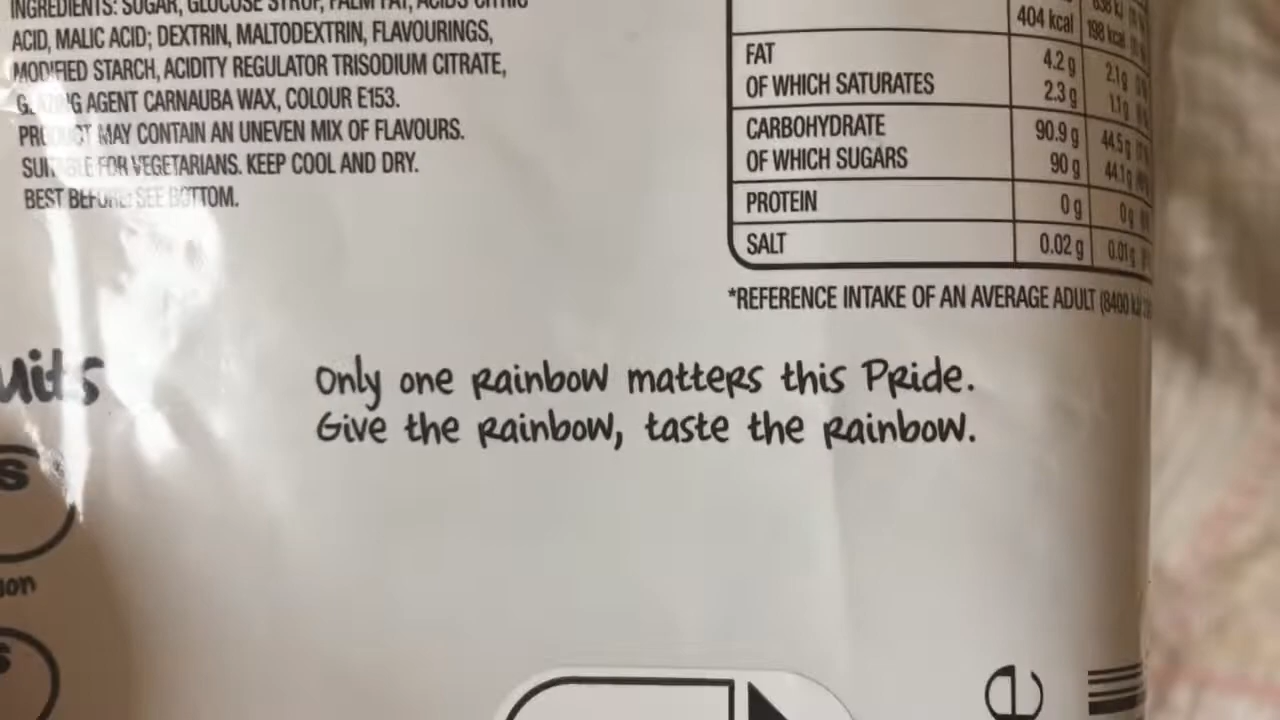 INGREDIENTS: SUGAR, GLUCOSE SYRUP, PALM FAT, ACIDS CITRIC
ACID, MALIC ACID; DEXTRIN, MALTODEXTRIN, FLAVOURINGS,
MODIFIED STARCH, ACIDITY REGULATOR TRISODIUM CITRATE,
GLAZING AGENT CARNAUBA WAX, COLOUR E153.
PRODUCT MAY CONTAIN AN UNEVEN MIX OF FLAVOURS.
SUITABLE FOR VEGETARIANS. KEEP COOL AND DRY.
BEST BEFORE: SEE BOTTOM.
404 kcal 198 kcal
FAT 4.2 g 2.1 g
OF WHICH SATURATES 2.3 g 1.1 g
CARBOHYDRATE 90.9 g 44.5 g
OF WHICH SUGARS 90 g 44.1 g
PROTEIN 0 g 0 g
SALT 0.02 g 0.01 g
*REFERENCE INTAKE OF AN AVERAGE ADULT (8400
Only one rainbow matters this Pride.
Give the rainbow, taste the rainbow.
e